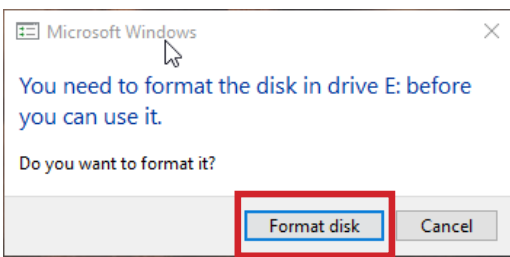 Microsoft Windows
You need to format the disk in drive E: before
you can use it.
Do you want to format it?
Format disk
Cancel